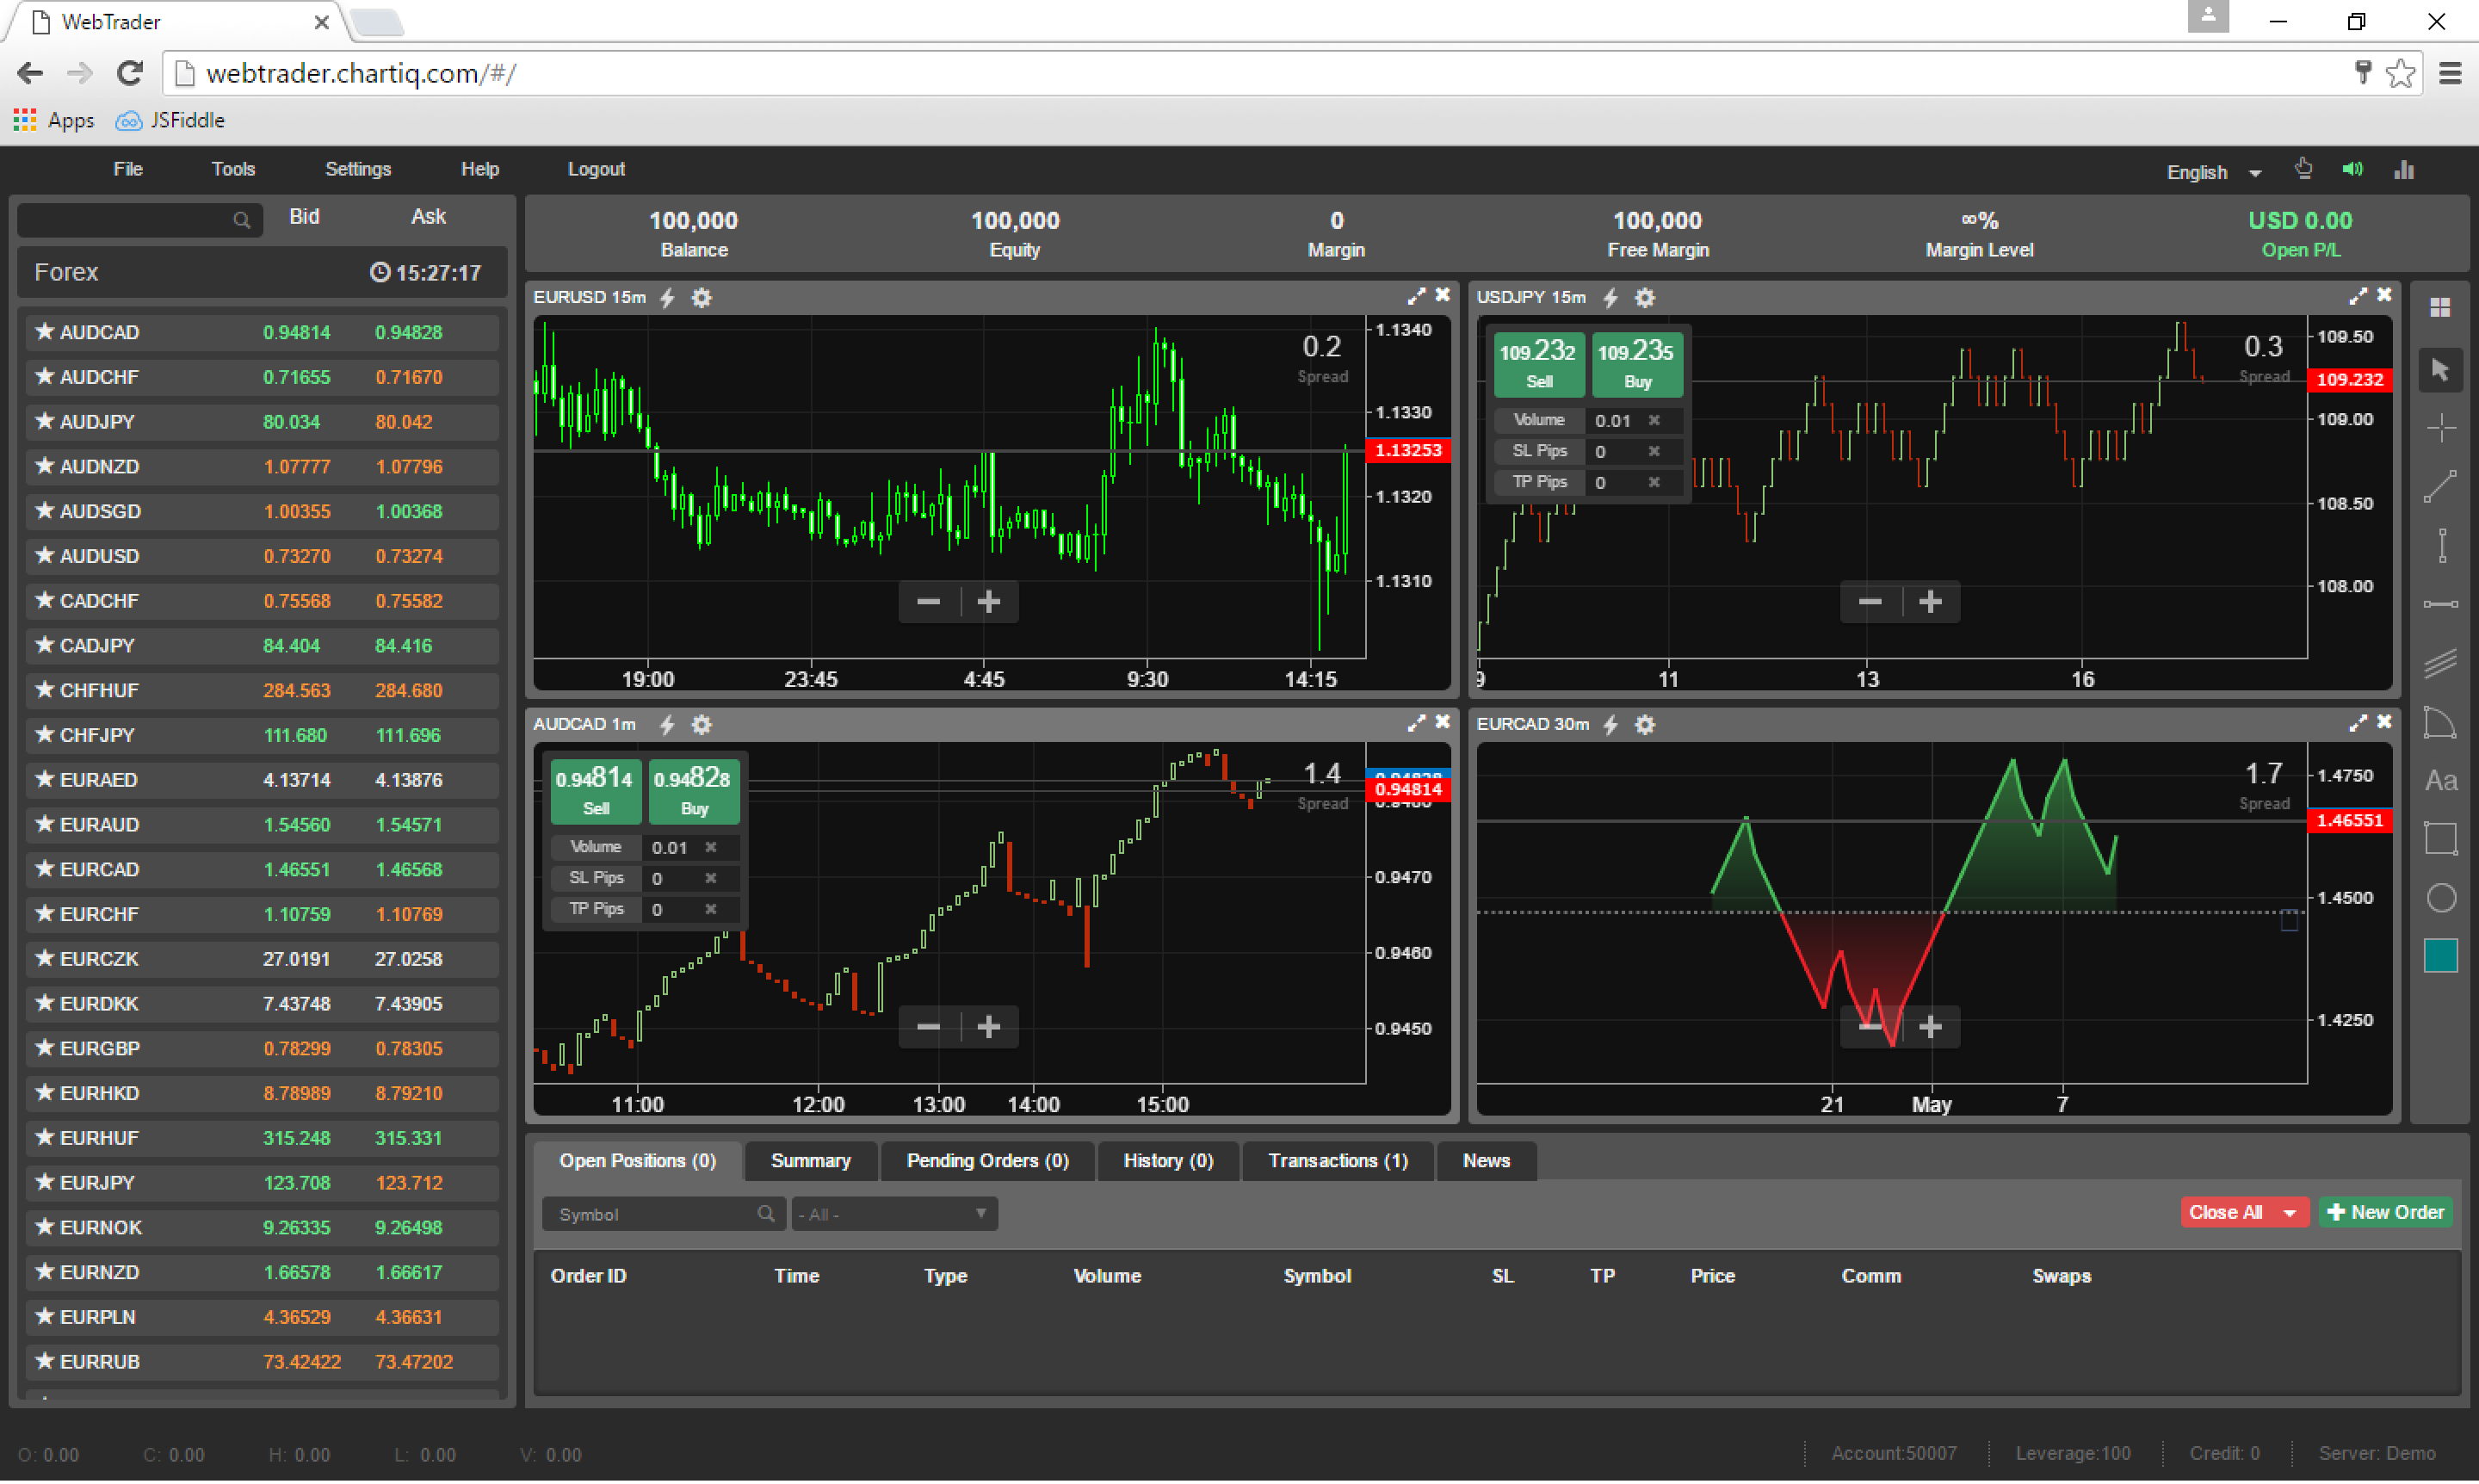 WebTrader
webtrader.chartiq.com/#/
Apps JSFiddle
File Tools Settings Help Logout English
Bid Ask
Forex 15:27:17
AUDCAD 0.94814 0.94828
AUDCHF 0.71655 0.71670
AUDJPY 80.034 80.042
AUDNZD 1.07777 1.07796
AUDSGD 1.00355 1.00368
AUDUSD 0.73270 0.73274
CADCHF 0.75568 0.75582
CADJPY 84.404 84.416
CHFHUF 284.563 284.680
CHFJPY 111.680 111.696
EURAED 4.13714 4.13876
EURAUD 1.54560 1.54571
EURCAD 1.46551 1.46568
EURCHF 1.10759 1.10769
EURCZK 27.0191 27.0258
EURDKK 7.43748 7.43905
EURGBP 0.78299 0.78305
EURHKD 8.78989 8.79210
EURHUF 315.248 315.331
EURJPY 123.708 123.712
EURNOK 9.26335 9.26498
EURNZD 1.66578 1.66617
EURPLN 4.36529 4.36631
EURRUB 73.42422 73.47202
100,000 100,000 0 100,000 ∞% USD 0.00
Balance Equity Margin Free Margin Margin Level Open P/L
EURUSD 15m
0.2
Spread
1.1340
1.1330
1.13253
1.1320
1.1310
19:00 23:45 4:45 9:30 14:15
USDJPY 15m
109.232 109.235
Sell Buy
Volume 0.01
SL Pips 0
TP Pips 0
0.3
Spread
109.50
109.232
109.00
108.50
108.00
9 11 13 16
AUDCAD 1m
0.94814 0.94828
Sell Buy
Volume 0.01
SL Pips 0
TP Pips 0
1.4
Spread
0.94814
0.9470
0.9460
0.9450
11:00 12:00 13:00 14:00 15:00
EURCAD 30m
1.7
Spread
1.4750
1.46551
1.4500
1.4250
21 May 7
Aa
Open Positions (0) Summary Pending Orders (0) History (0) Transactions (1) News
Symbol - All - Close All New Order
Order ID Time Type Volume Symbol SL TP Price Comm Swaps
O: 0.00 C: 0.00 H: 0.00 L: 0.00 V: 0.00 Account:50007 Leverage:100 Credit: 0 Server: Demo